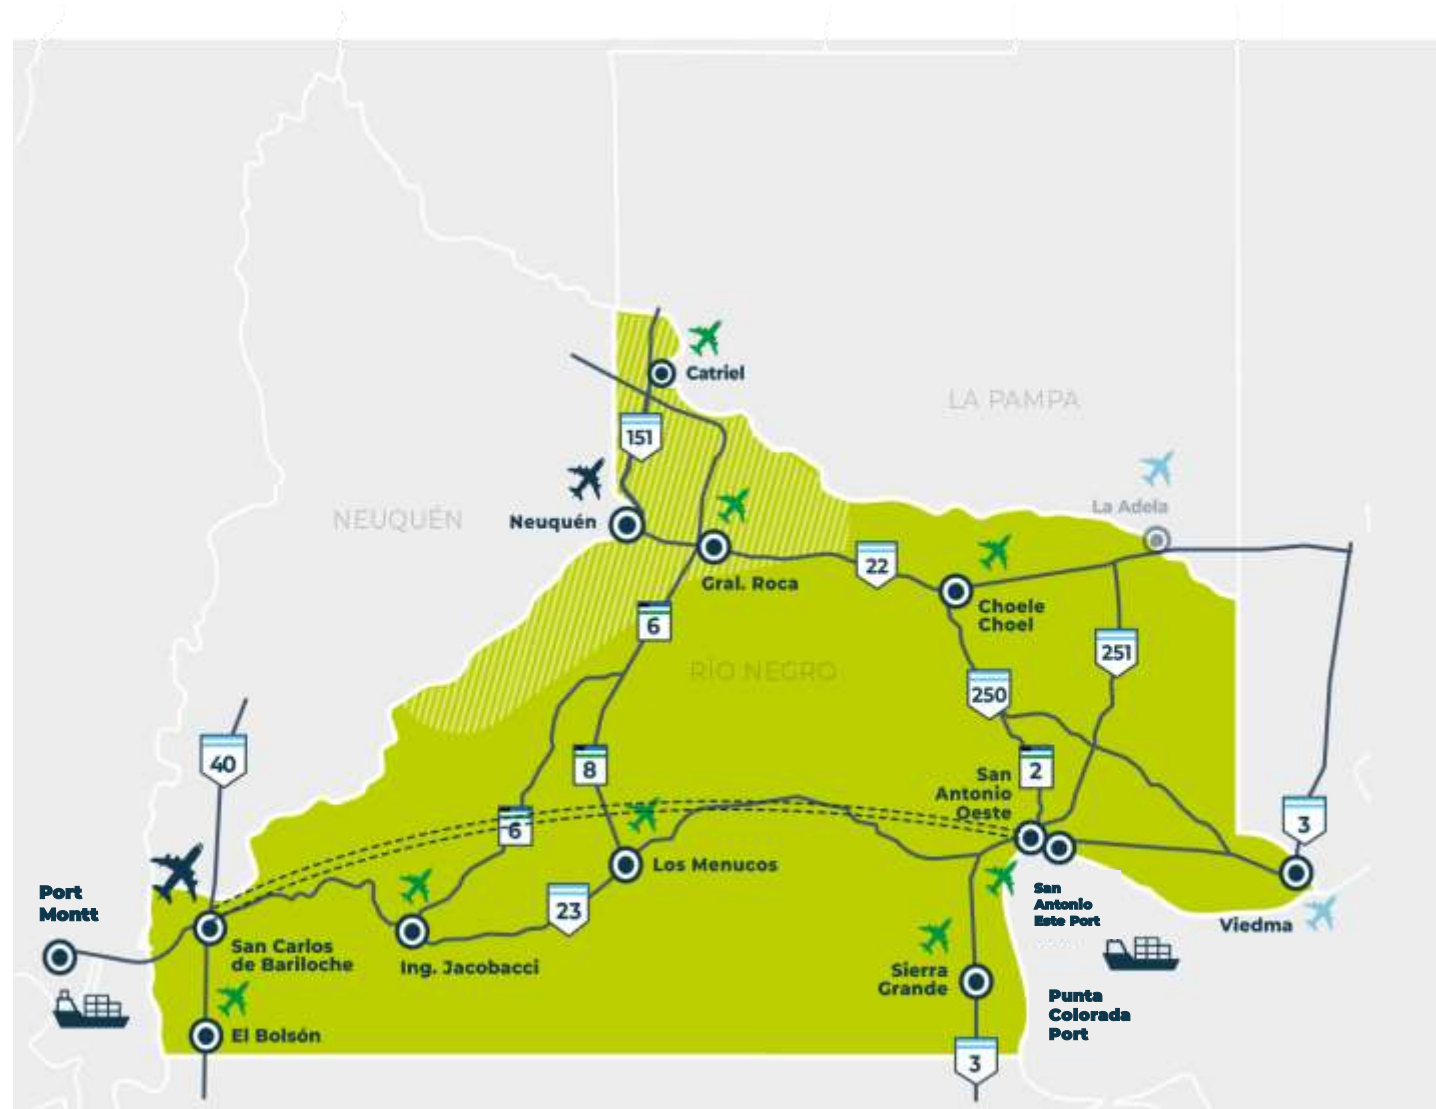 Catriel
LA PAMPA
151
NEUQUÉN
Neuquén
La Adela
Gral. Roca
22
Choele
Choel
6
251
RÍO NEGRO
250
40
8
2
San
Antonio
Oeste
6
3
Los Menucos
Port
Montt
23
San
Antonio
Este Port
Viedma
San Carlos
de Bariloche
Ing. Jacobacci
Sierra
Grande
Punta
Colorada
Port
El Bolsón
3